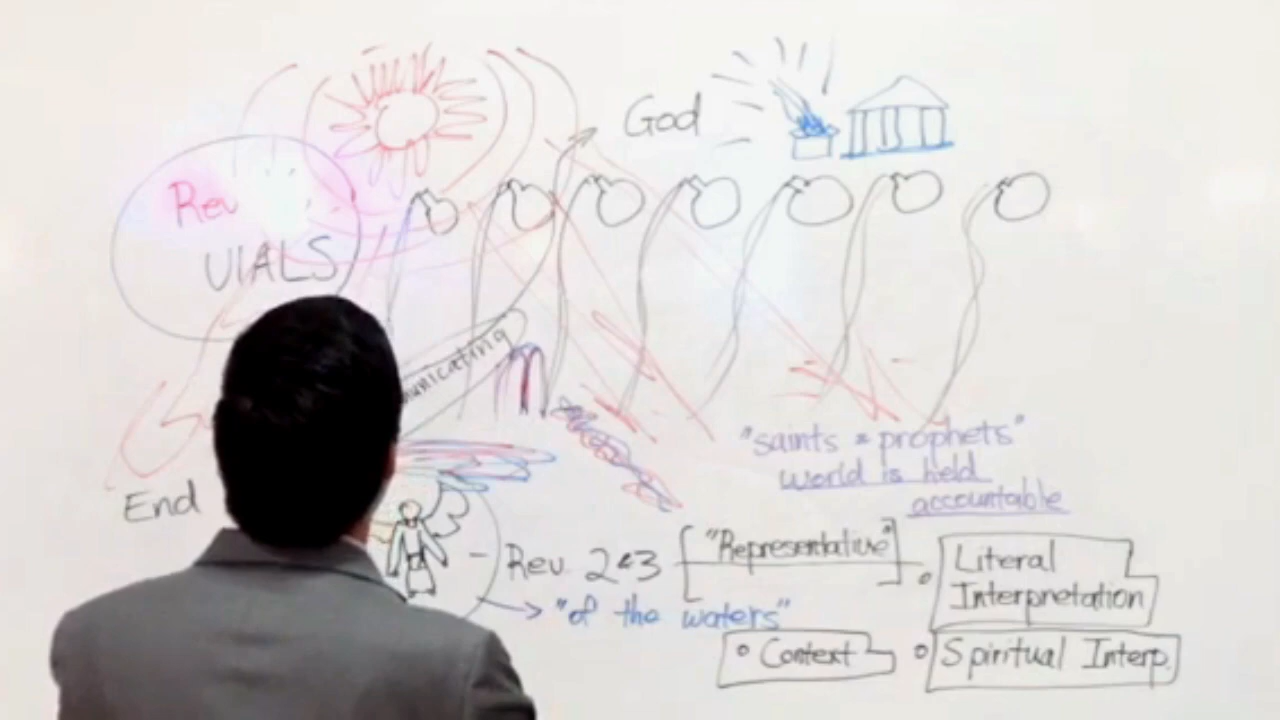 God
Rev
VIALS
"saints & prophets"
world is held
accountable
End
Rev. 2&3
"Representative"
Literal
Interpretation
"of the waters"
Context
Spiritual Interp.